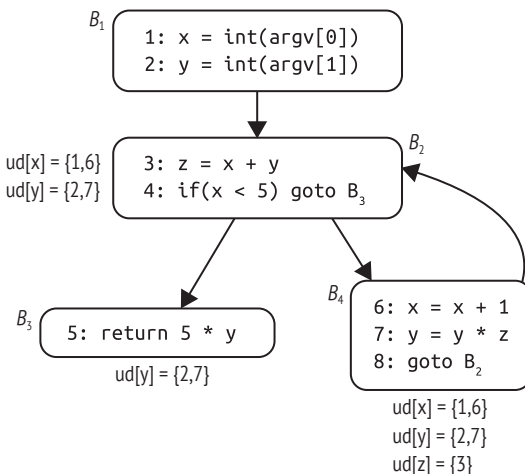 B₁
1: x = int(argv[0])
2: y = int(argv[1])
B₂
ud[x] = {1,6}
ud[y] = {2,7}
3: z = x + y
4: if(x < 5) goto B₃
B₃
5: return 5 * y
ud[y] = {2,7}
B₄
6: x = x + 1
7: y = y * z
8: goto B₂
ud[x] = {1,6}
ud[y] = {2,7}
ud[z] = {3}